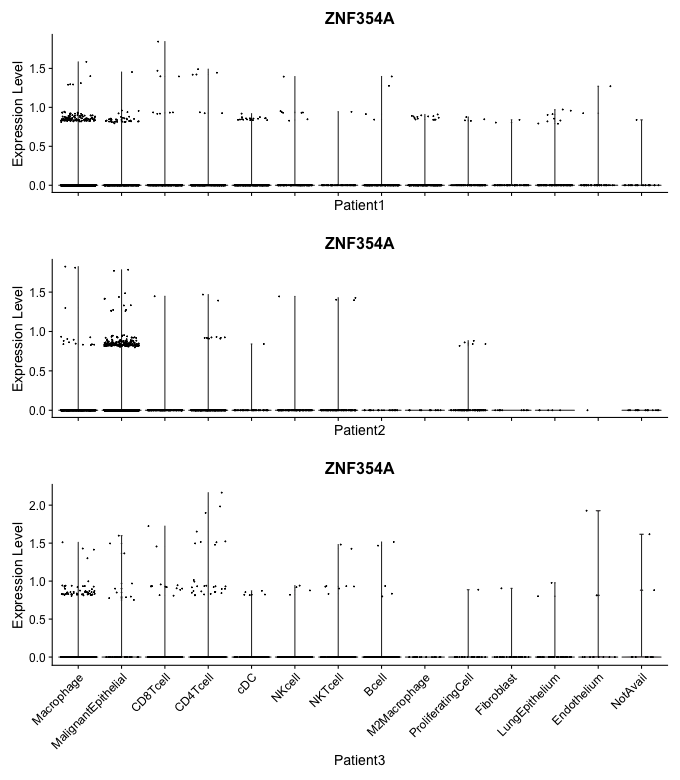 ZNF354A
Expression Level
1.5
1.0
0.5
0.0
Patient1
ZNF354A
Expression Level
1.5
1.0
0.5
0.0
Patient2
ZNF354A
Expression Level
2.0
1.5
1.0
0.5
0.0
Macrophage
MalignantEpithelial
CD8Tcell
CD4Tcell
cDC
NKcell
NKTcell
Bcell
M2Macrophage
ProliferatingCell
Fibroblast
LungEpithelium
Endothelium
NotAvail
Patient3